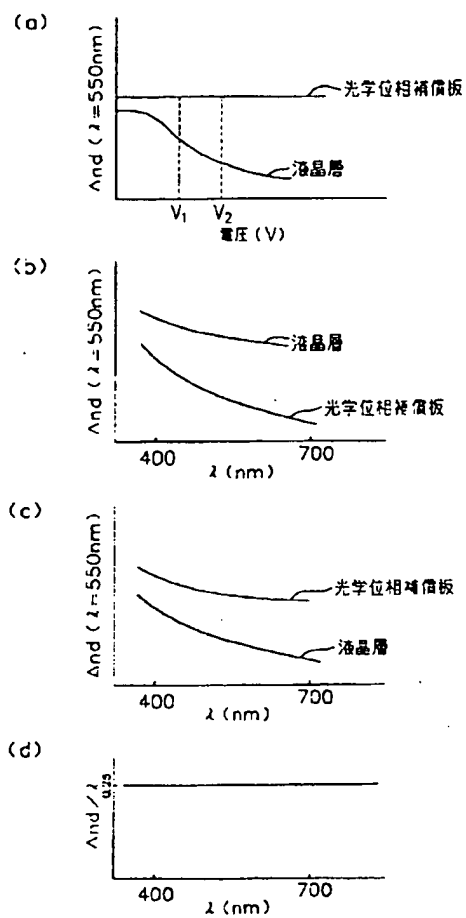 (a)
Δnd (λ=550nm)
光学位相補償板
液晶層
V1 V2
電圧 (V)
(b)
Δnd (λ=550nm)
液晶層
光学位相補償板
400 700
λ (nm)
(c)
Δnd (λ=550nm)
光学位相補償板
液晶層
400 700
λ (nm)
(d)
Δnd/λ
400 700
λ (nm)